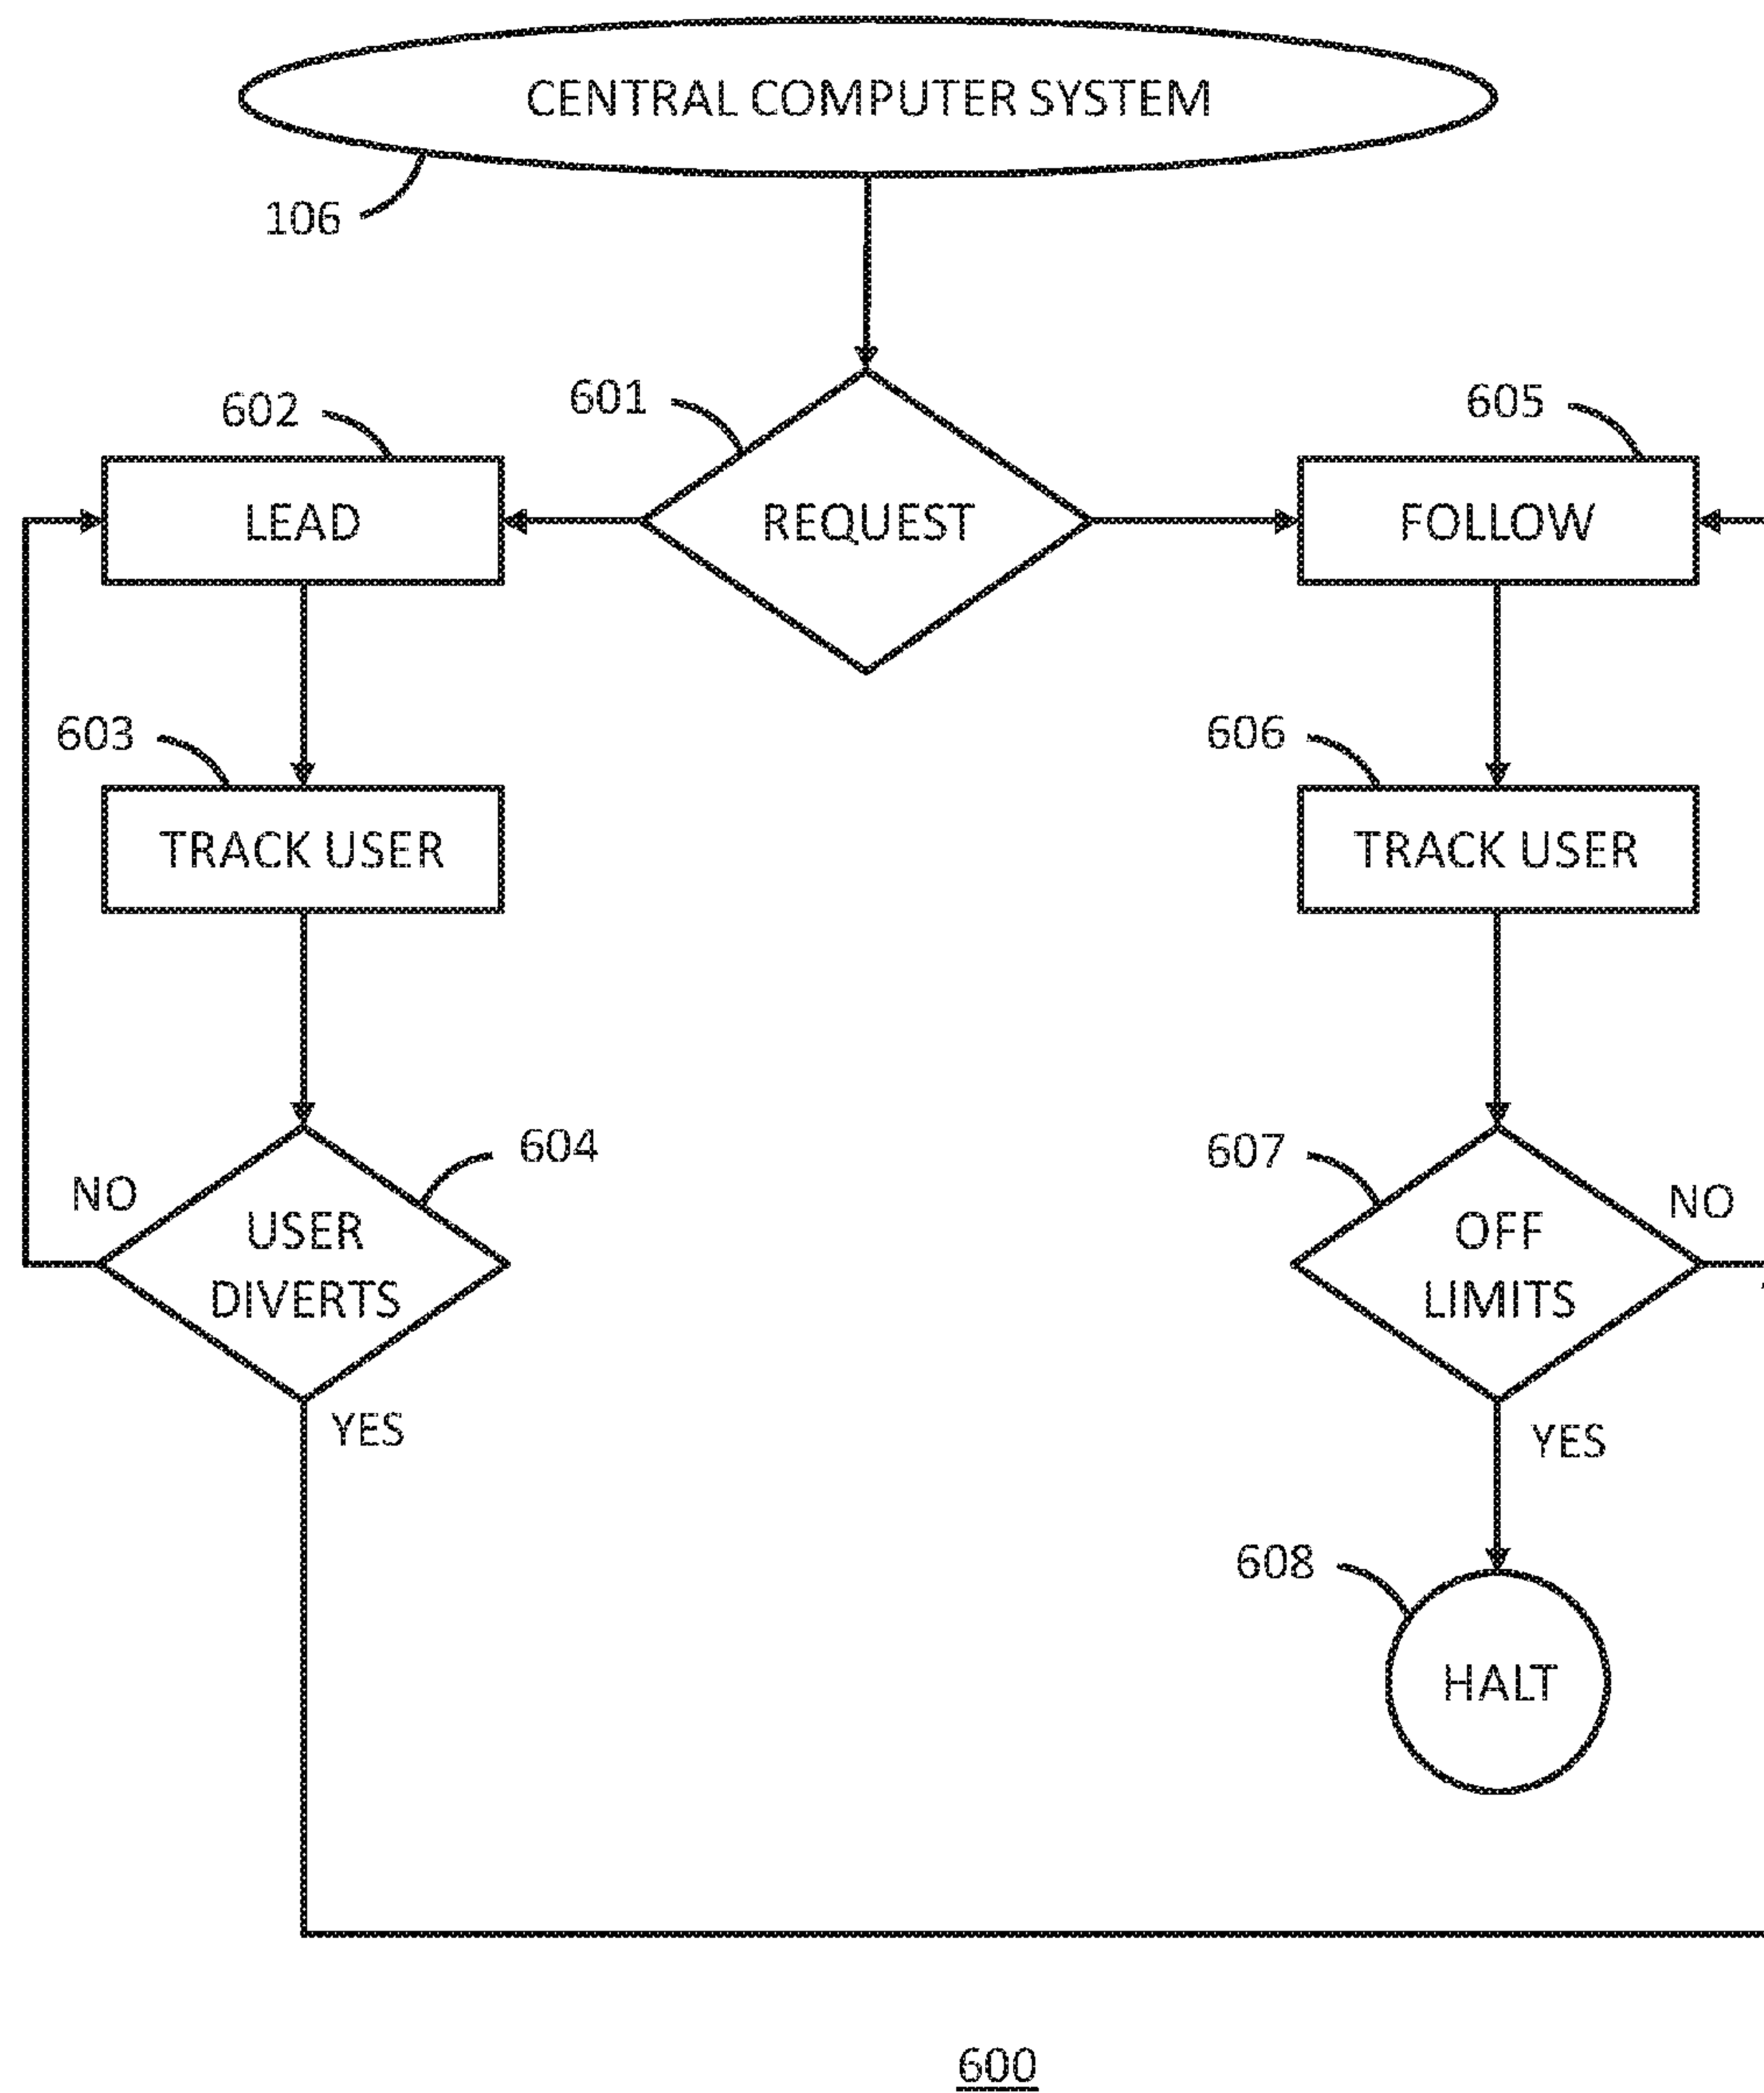 CENTRAL COMPUTER SYSTEM
106
601
602
605
LEAD
REQUEST
FOLLOW
603
606
TRACK USER
TRACK USER
604
607
NO
NO
USER
DIVERTS
OFF
LIMITS
YES
YES
608
HALT
600